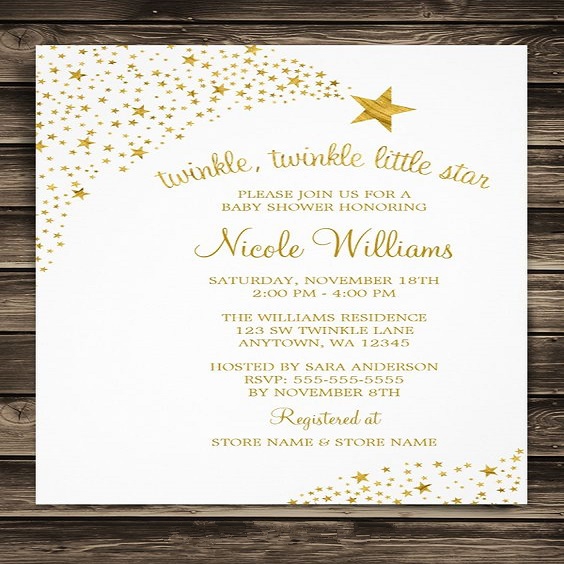 twinkle, twinkle little star
PLEASE JOIN US FOR A
BABY SHOWER HONORING
Nicole Williams
SATURDAY, NOVEMBER 18TH
2:00 PM - 4:00 PM
THE WILLIAMS RESIDENCE
123 SW TWINKLE LANE
ANYTOWN, WA 12345
HOSTED BY SARA ANDERSON
RSVP: 555-555-5555
BY NOVEMBER 8TH
Registered at
STORE NAME & STORE NAME